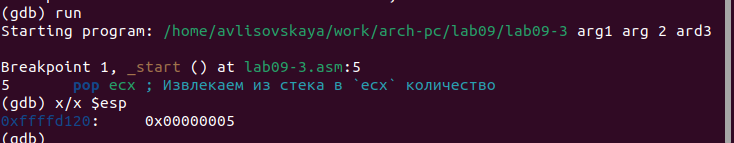 (gdb) run
Starting program: /home/avlisovskaya/work/arch-pc/lab09/lab09-3 arg1 arg 2 ard3
Breakpoint 1, _start () at lab09-3.asm:5
5       pop ecx ; Извлекаем из стека в `ecx` количество
(gdb) x/x $esp
0xffffd120:     0x00000005
(gdb)